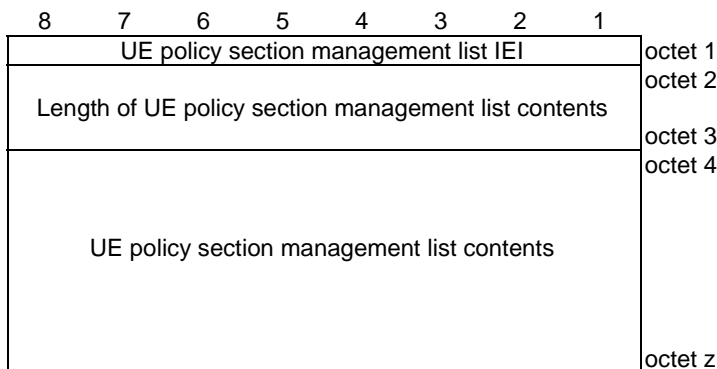 8 7 6 5 4 3 2 1
UE policy section management list IEI octet 1
octet 2
Length of UE policy section management list contents
octet 3
octet 4
UE policy section management list contents
octet z